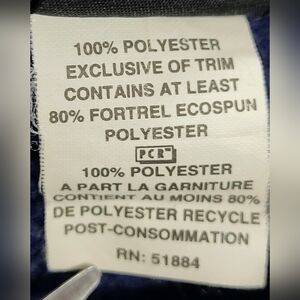 100% POLYESTER
EXCLUSIVE OF TRIM
CONTAINS AT LEAST
80% FORTREL ECOSPUN
POLYESTER
PCR
100% POLYESTER
A PART LA GARNITURE
CONTIENT AU MOINS 80%
DE POLYESTER RECYCLE
POST-CONSOMMATION
RN: 51884